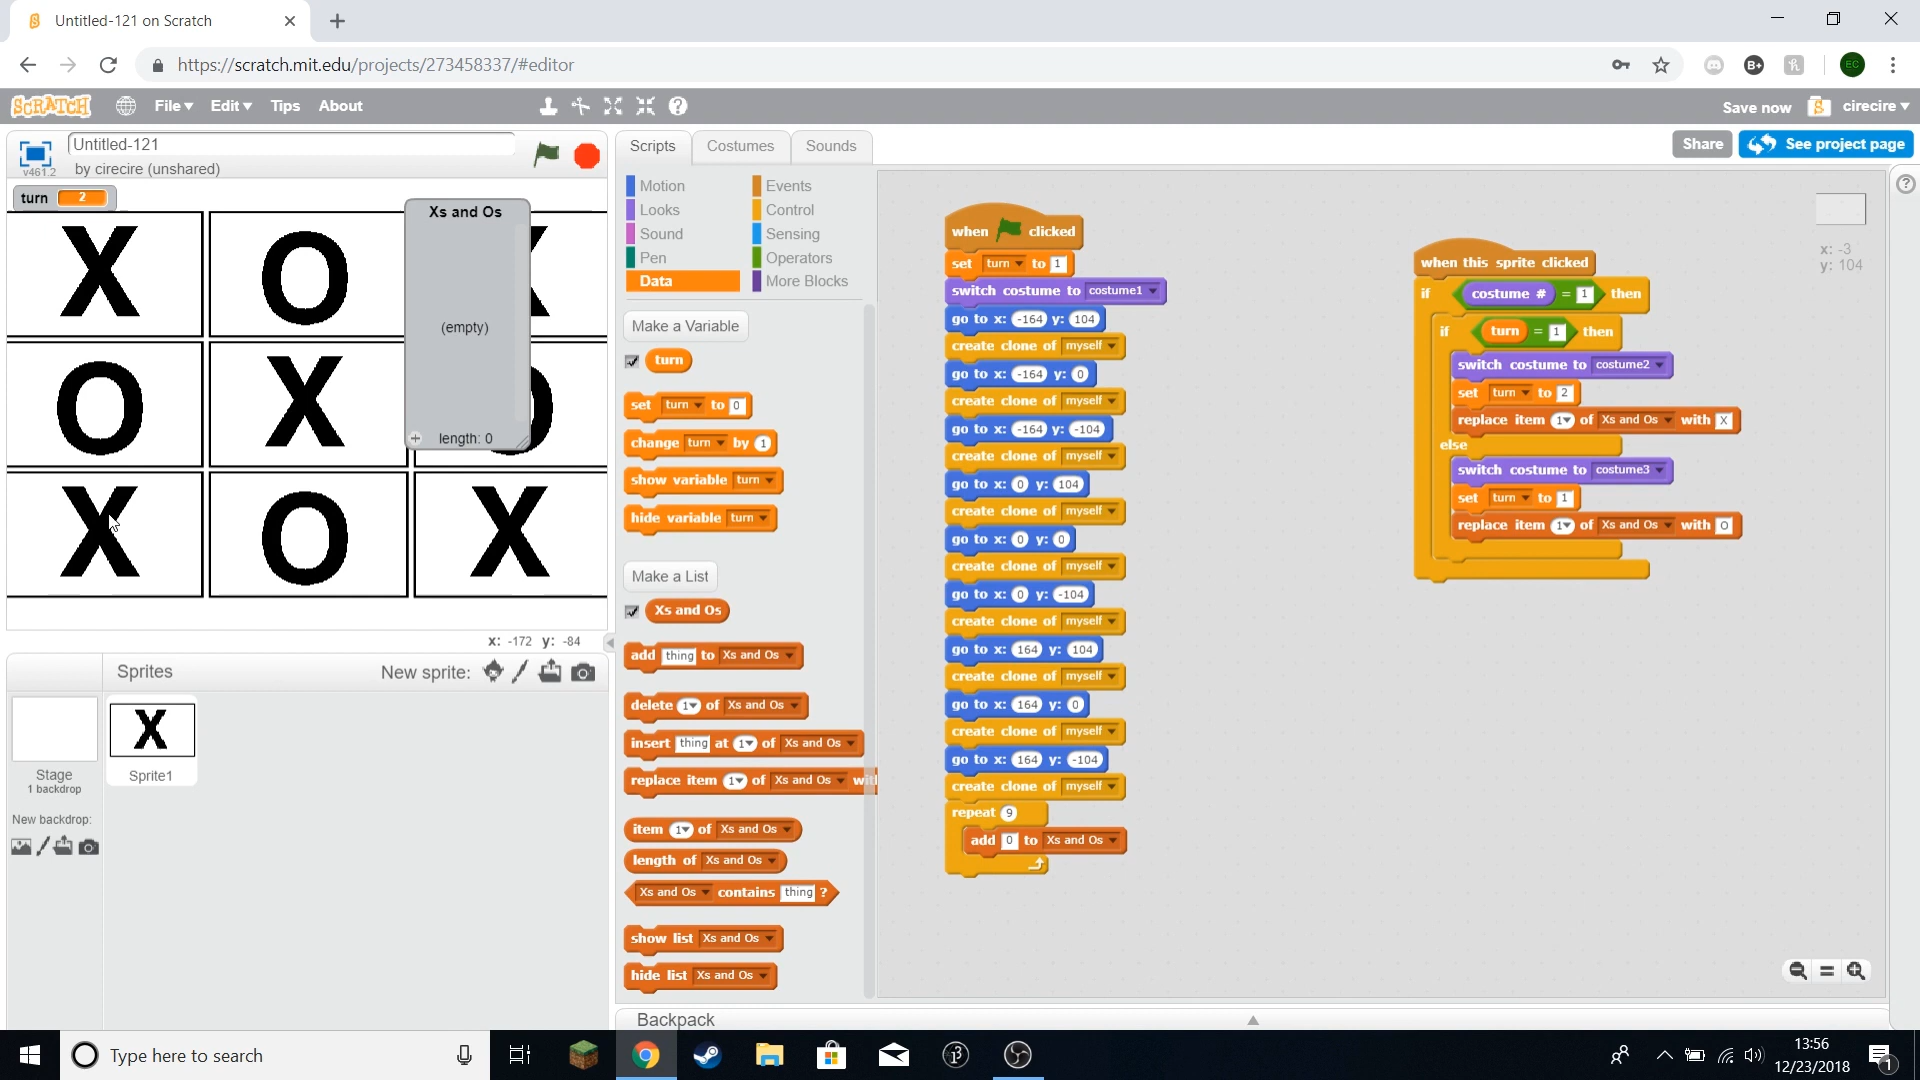 Untitled-121 on Scratch
https://scratch.mit.edu/projects/273458337/#editor
B+
EC
SCRATCH File Edit Tips About
Save now
cirecire
v461.2
Untitled-121
by cirecire (unshared)
turn 2
Xs and Os
(empty)
length: 0
X O
O X
X O X
x: -172 y: -84
Sprites
New sprite:
Stage
1 backdrop
New backdrop:
X
Sprite1
Scripts
Costumes
Sounds
Share
See project page
Motion
Looks
Sound
Pen
Data
Events
Control
Sensing
Operators
More Blocks
Make a Variable
turn
set turn to 0
change turn by 1
show variable turn
hide variable turn
Make a List
Xs and Os
add thing to Xs and Os
delete 1 of Xs and Os
insert thing at 1 of Xs and Os
replace item 1 of Xs and Os
item 1 of Xs and Os
length of Xs and Os
Xs and Os contains thing ?
show list Xs and Os
hide list Xs and Os
when clicked
set turn to 1
switch costume to costume1
go to x: -164 y: 104
create clone of myself
go to x: -164 y: 0
create clone of myself
go to x: -164 y: -104
create clone of myself
go to x: 0 y: 104
create clone of myself
go to x: 0 y: 0
create clone of myself
go to x: 0 y: -104
create clone of myself
go to x: 164 y: 104
create clone of myself
go to x: 164 y: 0
create clone of myself
go to x: 164 y: -104
create clone of myself
repeat 9
add 0 to Xs and Os
when this sprite clicked
if costume # = 1 then
if turn = 1 then
switch costume to costume2
set turn to 2
replace item 1 of Xs and Os with X
else
switch costume to costume3
set turn to 1
replace item 1 of Xs and Os with O
x: -3
y: 104
Backpack
Type here to search
13:56
12/23/2018
1